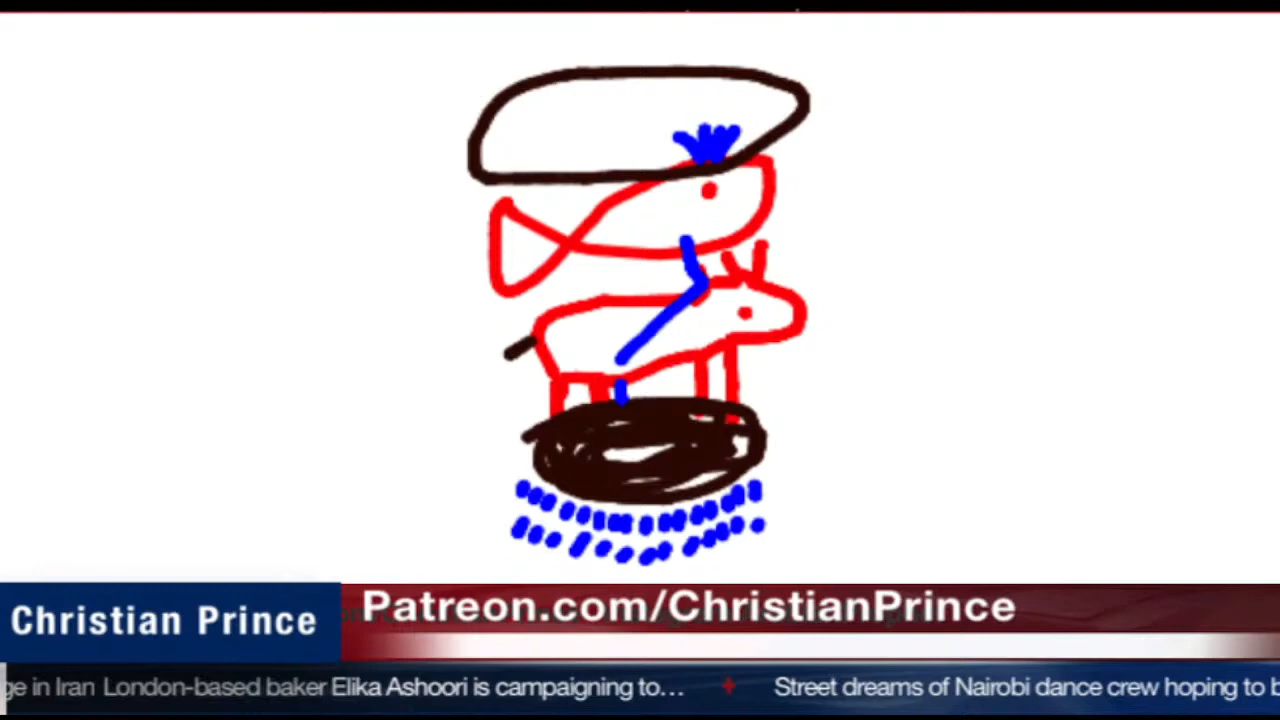 Christian Prince
Patreon.com/ChristianPrince
ge in Iran London-based baker Elika Ashoori is campaigning to… Street dreams of Nairobi dance crew hoping to b